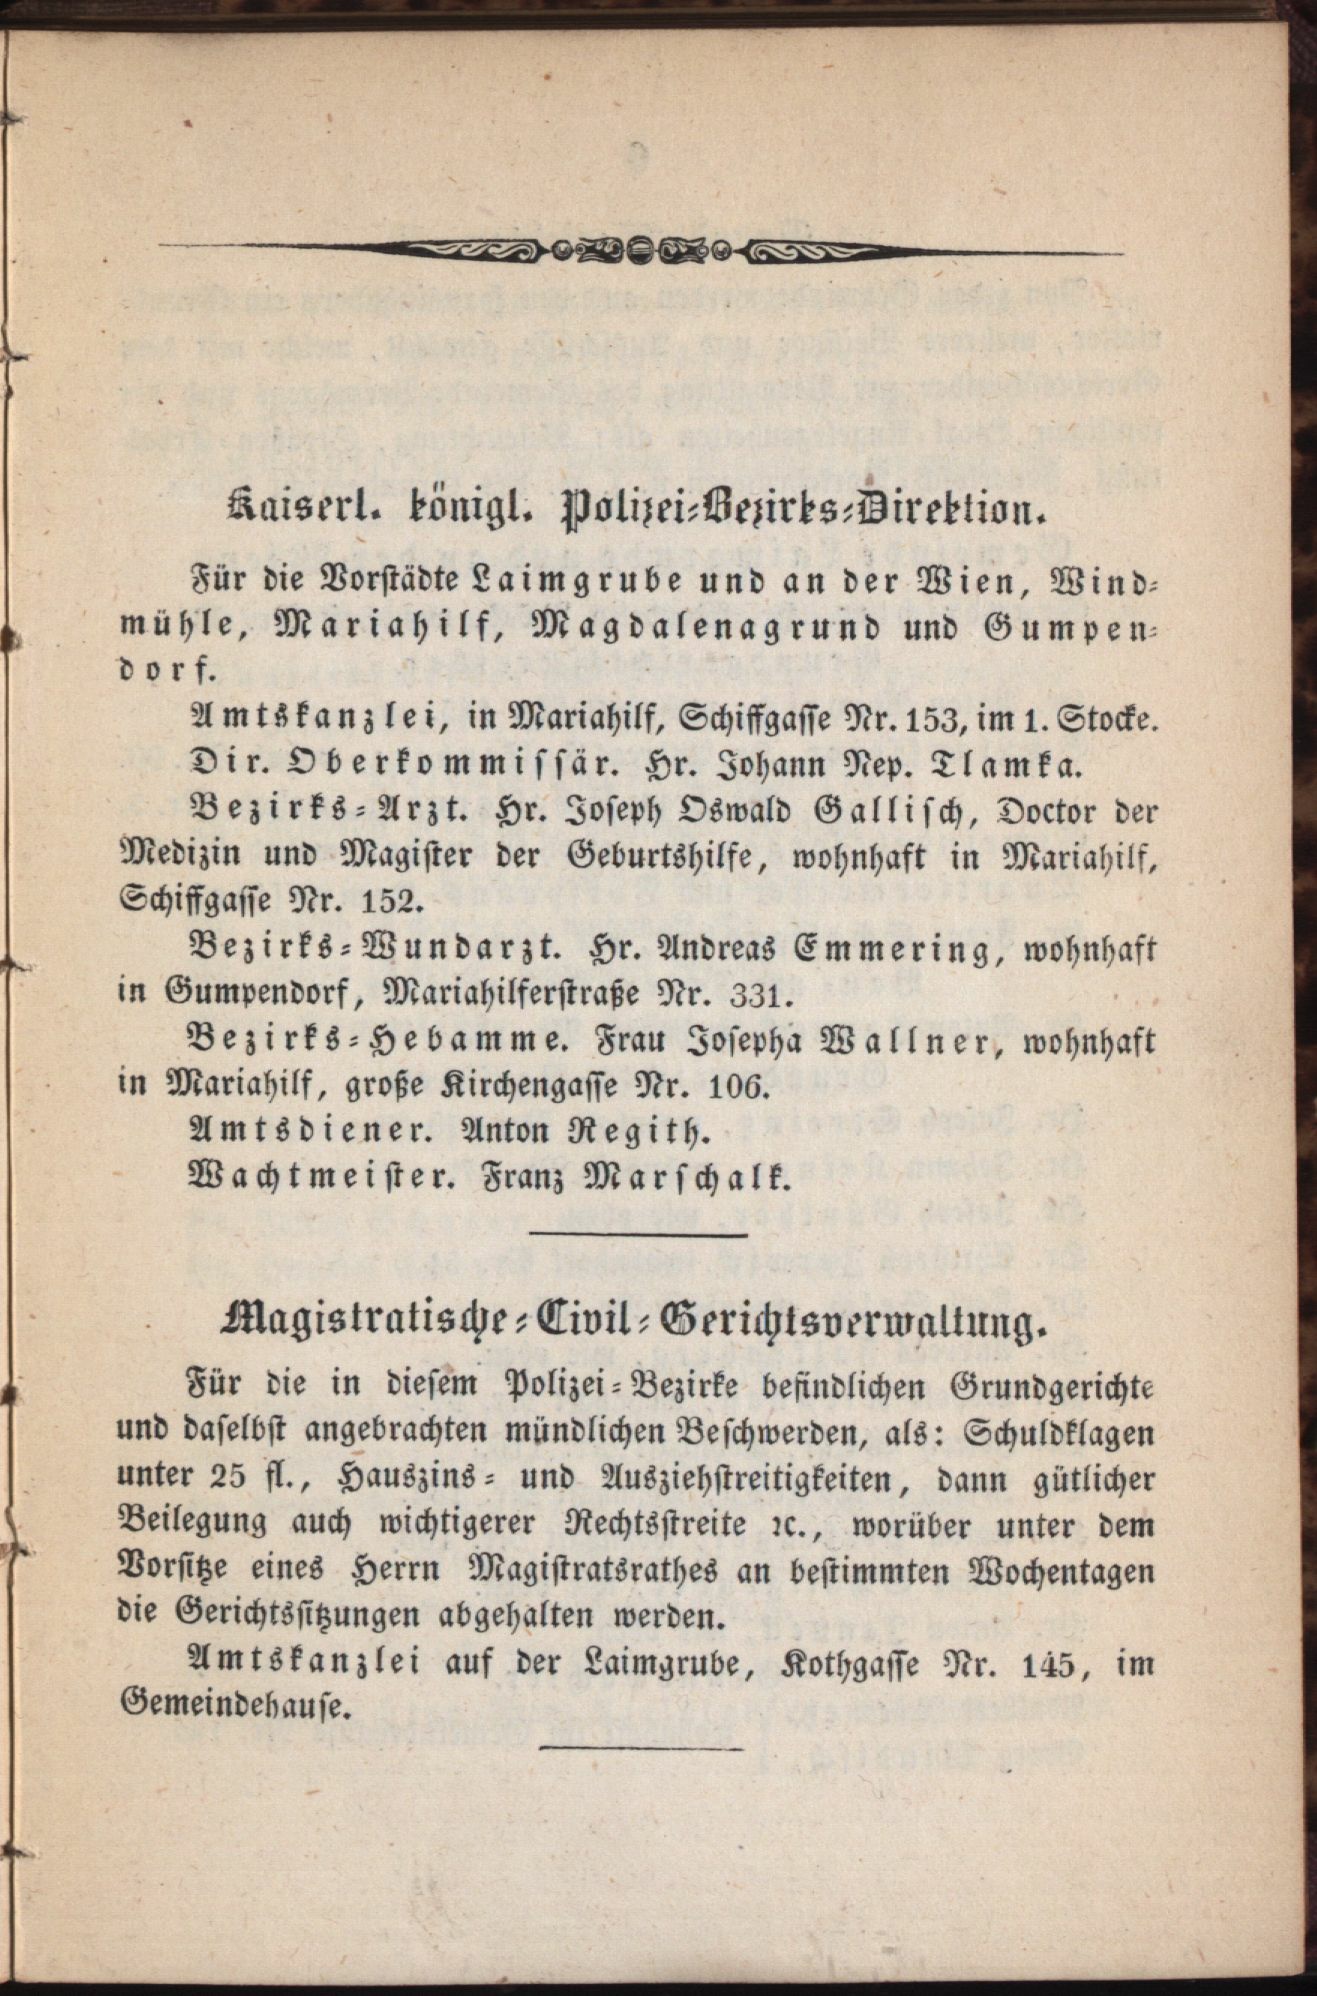 Kaiserl. königl. Polizei-Bezirks-Direktion.
Für die Vorstädte Laimgrube und an der Wien, Wind-
mühle, Mariahilf, Magdalenagrund und Gumpen-
dorf.
Amtskanzlei, in Mariahilf, Schiffgasse Nr. 153, im 1. Stocke.
Dir. Oberkommissär. Hr. Johann Nep. Tlamka.
Bezirks-Arzt. Hr. Joseph Oswald Gallisch, Doctor der
Medizin und Magister der Geburtshilfe, wohnhaft in Mariahilf,
Schiffgasse Nr. 152.
Bezirks-Wundarzt. Hr. Andreas Emmering, wohnhaft
in Gumpendorf, Mariahilferstraße Nr. 331.
Bezirks-Hebamme. Frau Josepha Wallner, wohnhaft
in Mariahilf, große Kirchengasse Nr. 106.
Amtsdiener. Anton Regith.
Wachtmeister. Franz Marschalk.
Magistratische-Civil-Gerichtsverwaltung.
Für die in diesem Polizei-Bezirke befindlichen Grundgerichte
und daselbst angebrachten mündlichen Beschwerden, als: Schuldklagen
unter 25 fl., Hauszins- und Ausziehstreitigkeiten, dann gütlicher
Beilegung auch wichtigerer Rechtsstreite ꝛc., worüber unter dem
Vorsitze eines Herrn Magistratsrathes an bestimmten Wochentagen
die Gerichtssitzungen abgehalten werden.
Amtskanzlei auf der Laimgrube, Kothgasse Nr. 145, im
Gemeindehause.